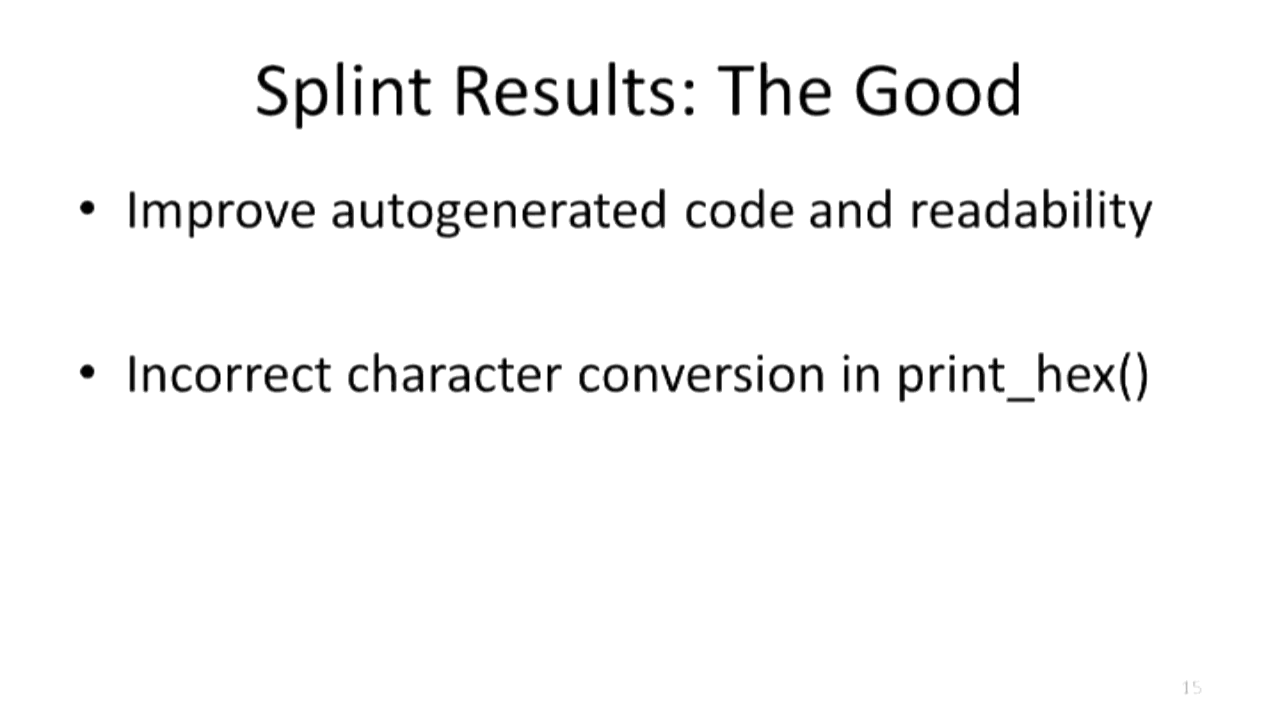 Splint Results: The Good
• Improve autogenerated code and readability
• Incorrect character conversion in print_hex()
15